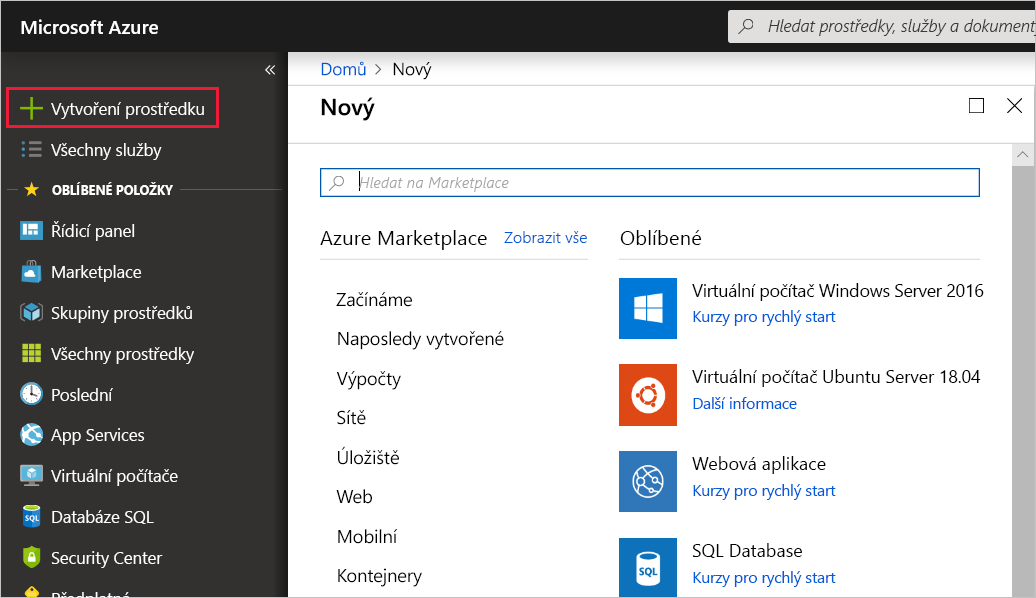 Microsoft Azure
Hledat prostředky, služby a dokument
«
Vytvoření prostředku
Všechny služby
OBLÍBENÉ POLOŽKY
Řídicí panel
Marketplace
Skupiny prostředků
Všechny prostředky
Poslední
App Services
Virtuální počítače
SQL
Databáze SQL
Security Center
Předplatné
Domů > Nový
Nový
Hledat na Marketplace
Azure Marketplace Zobrazit vše
Začínáme
Naposledy vytvořené
Výpočty
Sítě
Úložiště
Web
Mobilní
Kontejnery
Oblíbené
Virtuální počítač Windows Server 2016
Kurzy pro rychlý start
Virtuální počítač Ubuntu Server 18.04
Další informace
Webová aplikace
Kurzy pro rychlý start
SQL
SQL Database
Kurzy pro rychlý start